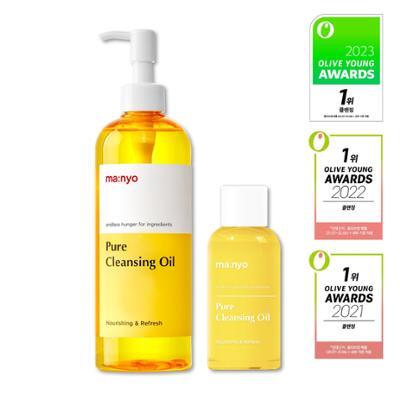 ma:nyo
endless hunger for ingredients
Pure
Cleansing Oil
Nourishing & Refresh
ma:nyo
Pure
Cleansing Oil
Nourishing & Refresh
2023
OLIVE YOUNG
AWARDS
1위
클렌징
1위
OLIVE YOUNG
AWARDS
2022
클렌징
1위
OLIVE YOUNG
AWARDS
2021
클렌징